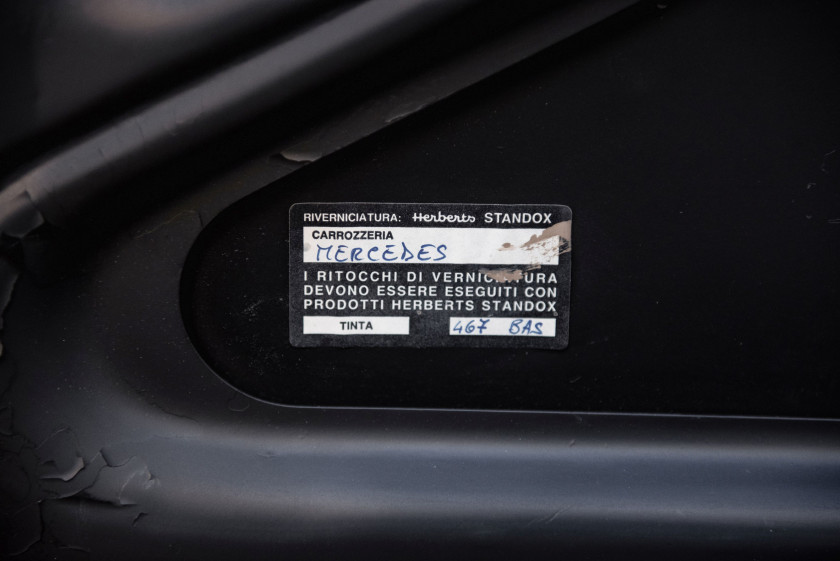 RIVERNICIATURA: Herberts STANDOX
CARROZZERIA
MERCEDES
I RITOCCHI DI VERNICIATURA
DEVONO ESSERE ESEGUITI CON
PRODOTTI HERBERTS STANDOX
TINTA 467 BAS